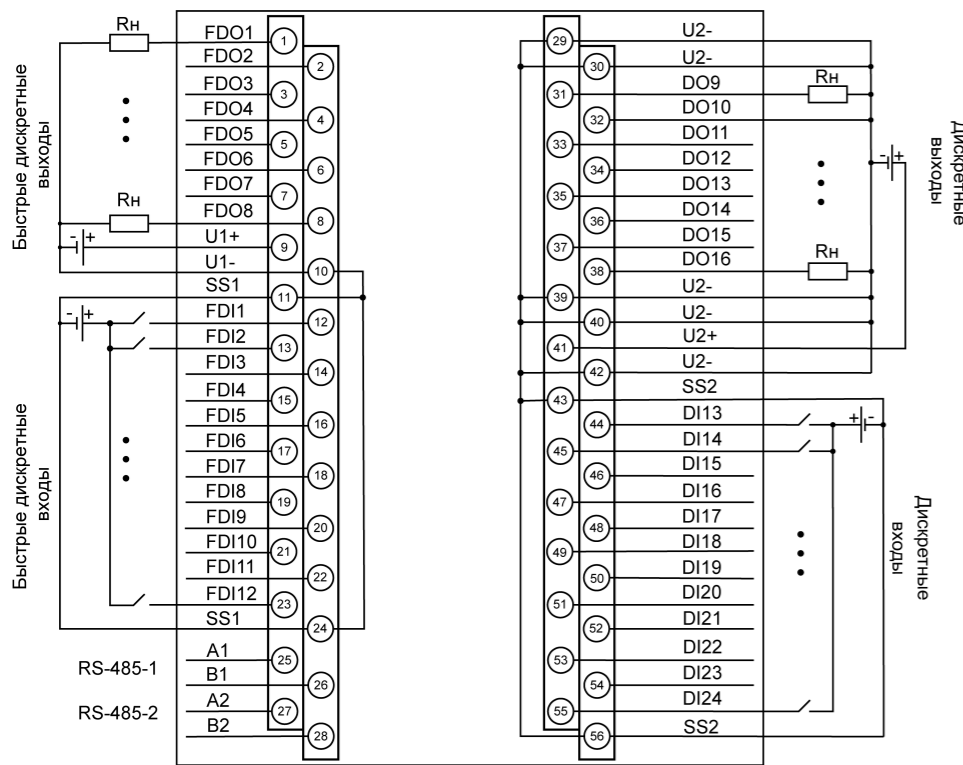 Rн
FDO1
1
FDO2
2
FDO3
3
FDO4
4
FDO5
5
FDO6
6
FDO7
7
Rн
FDO8
8
U1+
9
- +
U1-
10
Быстрые дискретные
выходы
SS1
11
- +
FDI1
12
FDI2
13
FDI3
14
FDI4
15
FDI5
16
FDI6
17
FDI7
18
FDI8
19
FDI9
20
FDI10
21
FDI11
22
FDI12
23
SS1
24
Быстрые дискретные
входы
RS-485-1
A1
25
B1
26
RS-485-2
A2
27
B2
28
29
U2-
30
U2-
31
DO9
Rн
32
DO10
33
DO11
34
DO12
35
DO13
36
DO14
37
DO15
38
DO16
Rн
- +
Дискретные
выходы
39
U2-
40
U2-
41
U2+
42
U2-
43
SS2
44
DI13
+ -
45
DI14
46
DI15
47
DI16
48
DI17
49
DI18
50
DI19
51
DI20
52
DI21
53
DI22
54
DI23
55
DI24
56
SS2
Дискретные
входы